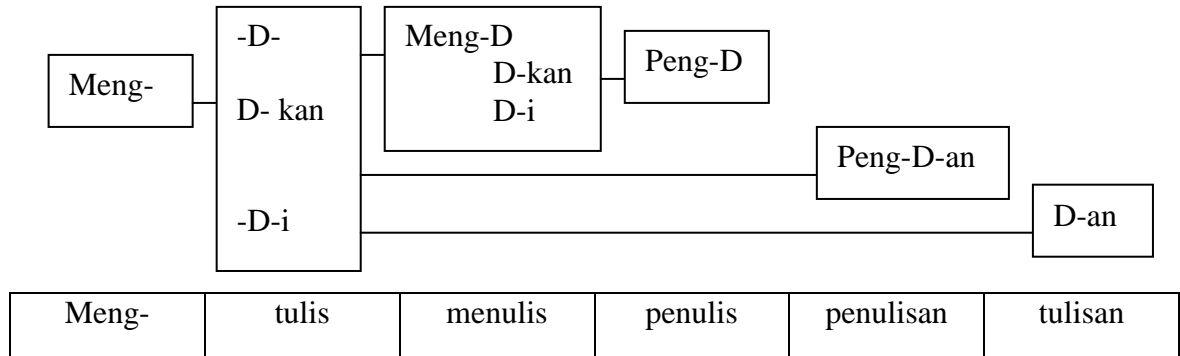 Meng-
-D-
D- kan
-D-i
Meng-D
D-kan
D-i
Peng-D
Peng-D-an
D-an
Meng- tulis menulis penulis penulisan tulisan